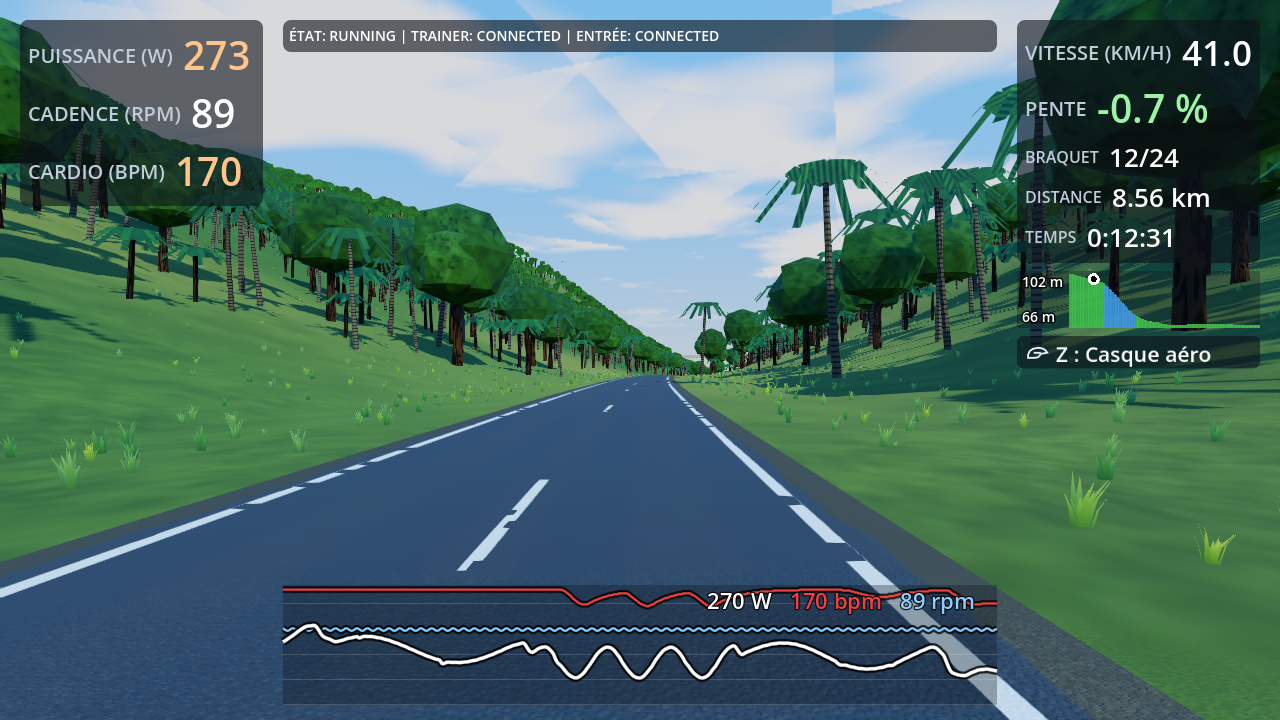 PUISSANCE (W) 273
CADENCE (RPM) 89
CARDIO (BPM) 170
ÉTAT: RUNNING | TRAINER: CONNECTED | ENTRÉE: CONNECTED
VITESSE (KM/H) 41.0
PENTE -0.7 %
BRAQUET 12/24
DISTANCE 8.56 km
TEMPS 0:12:31
102 m
66 m
Z : Casque aéro
270 W 170 bpm 89 rpm